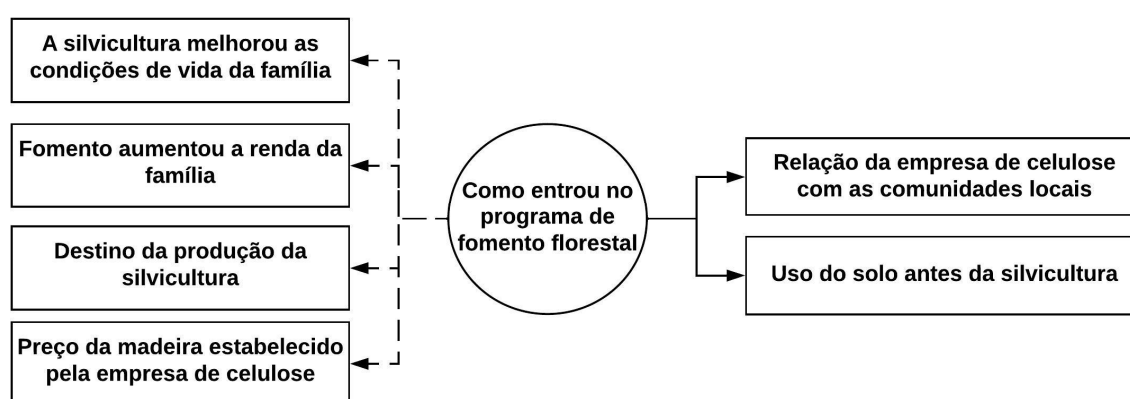 A silvicultura melhorou as
condições de vida da família
Fomento aumentou a renda da
família
Destino da produção da
silvicultura
Preço da madeira estabelecido
pela empresa de celulose
Como entrou no
programa de
fomento florestal
Relação da empresa de celulose
com as comunidades locais
Uso do solo antes da silvicultura